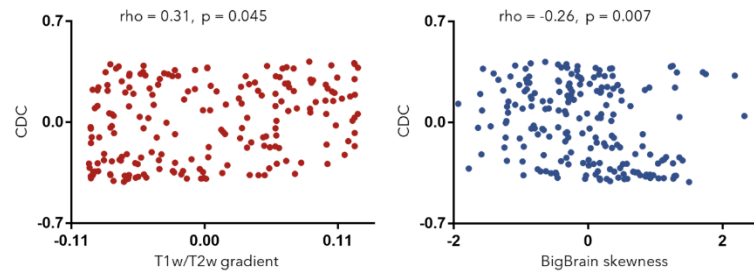 rho = 0.31, p = 0.045
0.7
0.0
-0.7
CDC
-0.11
0.00
0.11
T1w/T2w gradient
rho = -0.26, p = 0.007
0.7
0.0
-0.7
CDC
-2
0
2
BigBrain skewness